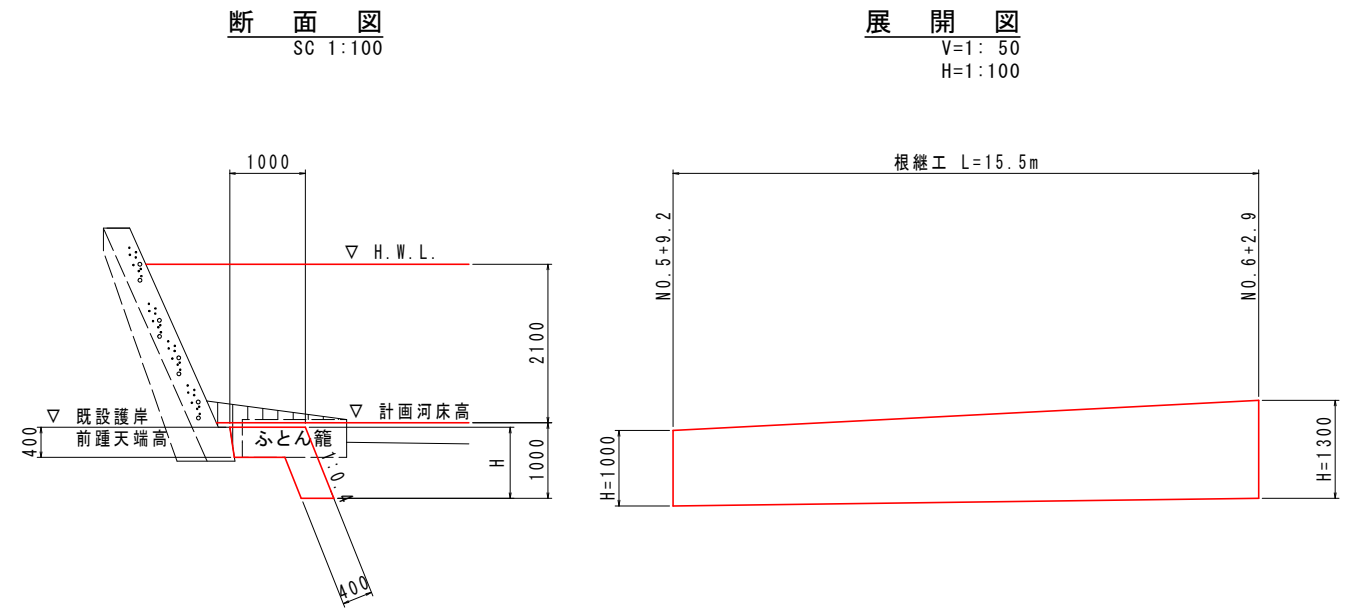 断面図
SC 1:100
展開図
V=1: 50
H=1:100
1000
根継工 L=15.5m
NO.5+9.2
NO.6+2.9
▽ H.W.L.
2100
▽ 既設護岸
前踵天端高
▽ 計画河床高
400
ふとん籠
1:0.4
H
1000
H=1000
H=1300
400